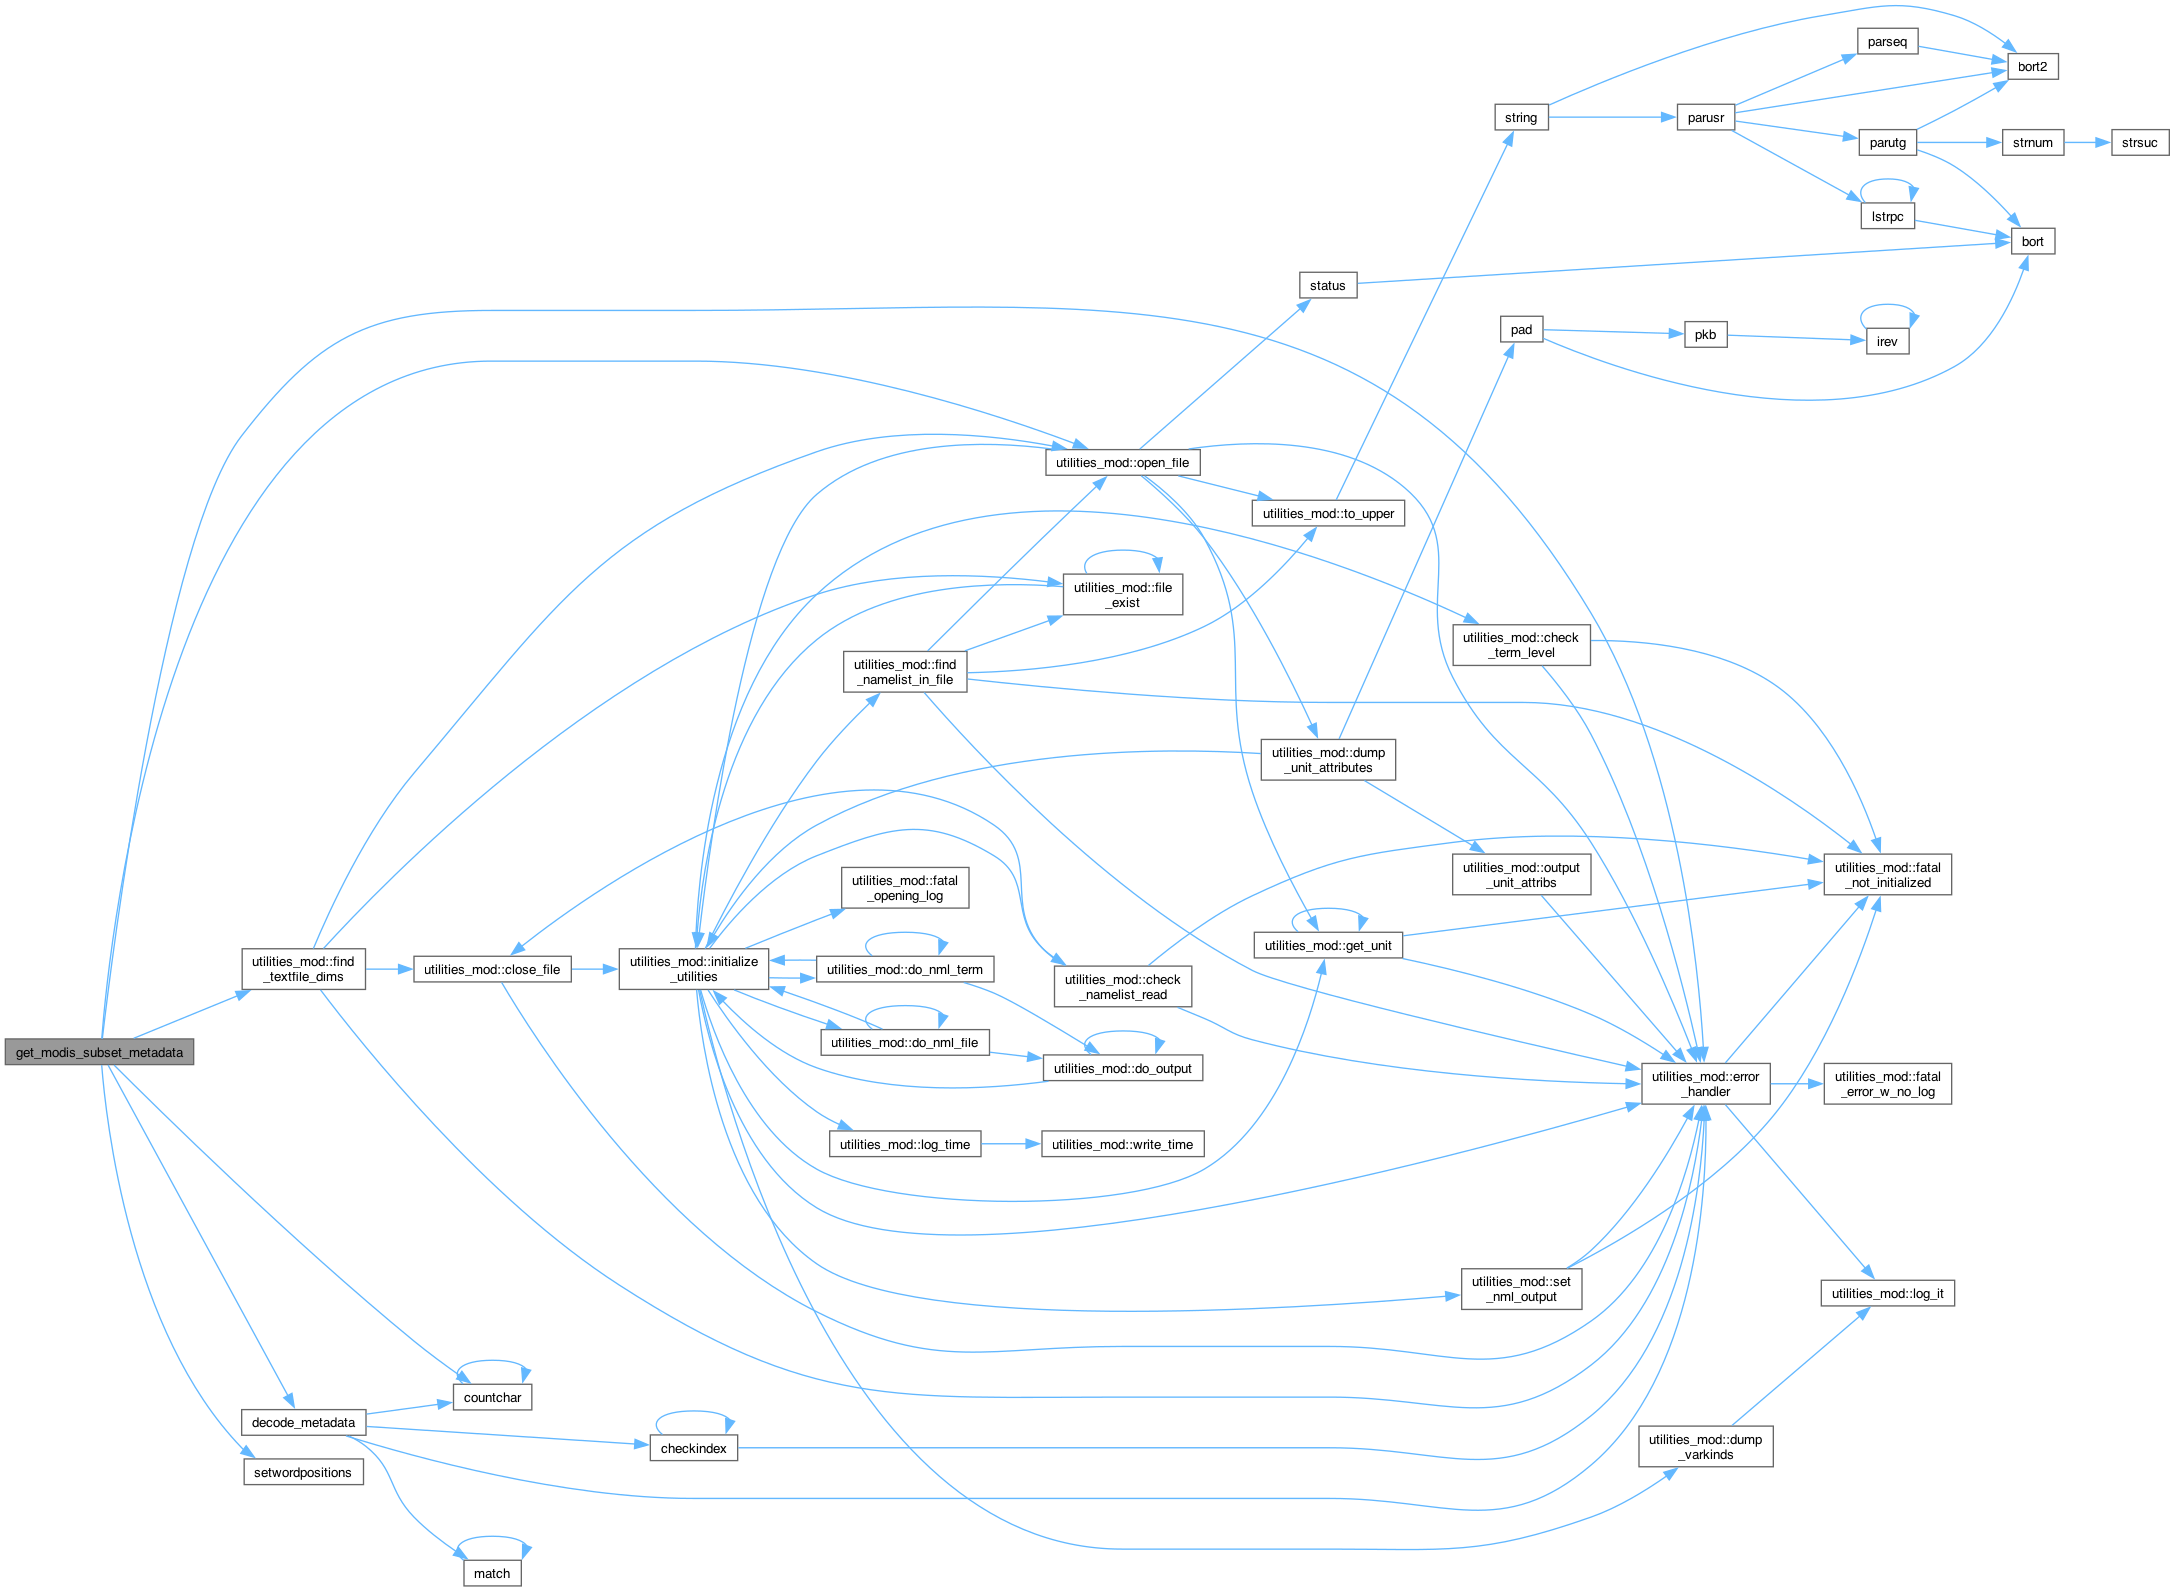 parseq
bort2
string
parusr
parutg
strnum
strsuc
lstrpc
bort
status
pad
pkb
irev
utilities_mod::open_file
utilities_mod::to_upper
utilities_mod::file
_exist
utilities_mod::check
_term_level
utilities_mod::find
_namelist_in_file
utilities_mod::dump
_unit_attributes
utilities_mod::output
_unit_attribs
utilities_mod::fatal
_not_initialized
utilities_mod::fatal
_opening_log
utilities_mod::get_unit
utilities_mod::find
_textfile_dims
utilities_mod::close_file
utilities_mod::initialize
_utilities
utilities_mod::do_nml_term
utilities_mod::check
_namelist_read
utilities_mod::do_nml_file
get_modis_subset_metadata
utilities_mod::do_output
utilities_mod::error
_handler
utilities_mod::fatal
_error_w_no_log
utilities_mod::log_time
utilities_mod::write_time
utilities_mod::set
_nml_output
utilities_mod::log_it
countchar
decode_metadata
checkindex
utilities_mod::dump
_varkinds
setwordpositions
match